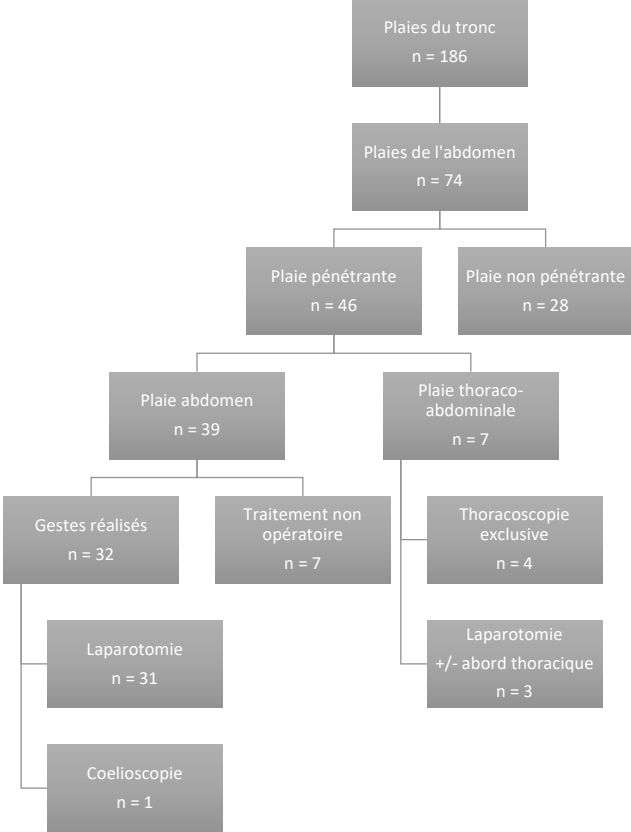 Plaies du tronc
n = 186
Plaies de l'abdomen
n = 74
Plaie pénétrante
n = 46
Plaie non pénétrante
n = 28
Plaie abdomen
n = 39
Plaie thoraco-
abdominale
n = 7
Gestes réalisés
n = 32
Traitement non
opératoire
n = 7
Thoracoscopie
exclusive
n = 4
Laparotomie
n = 31
Laparotomie
+/- abord thoracique
n = 3
Coelioscopie
n = 1